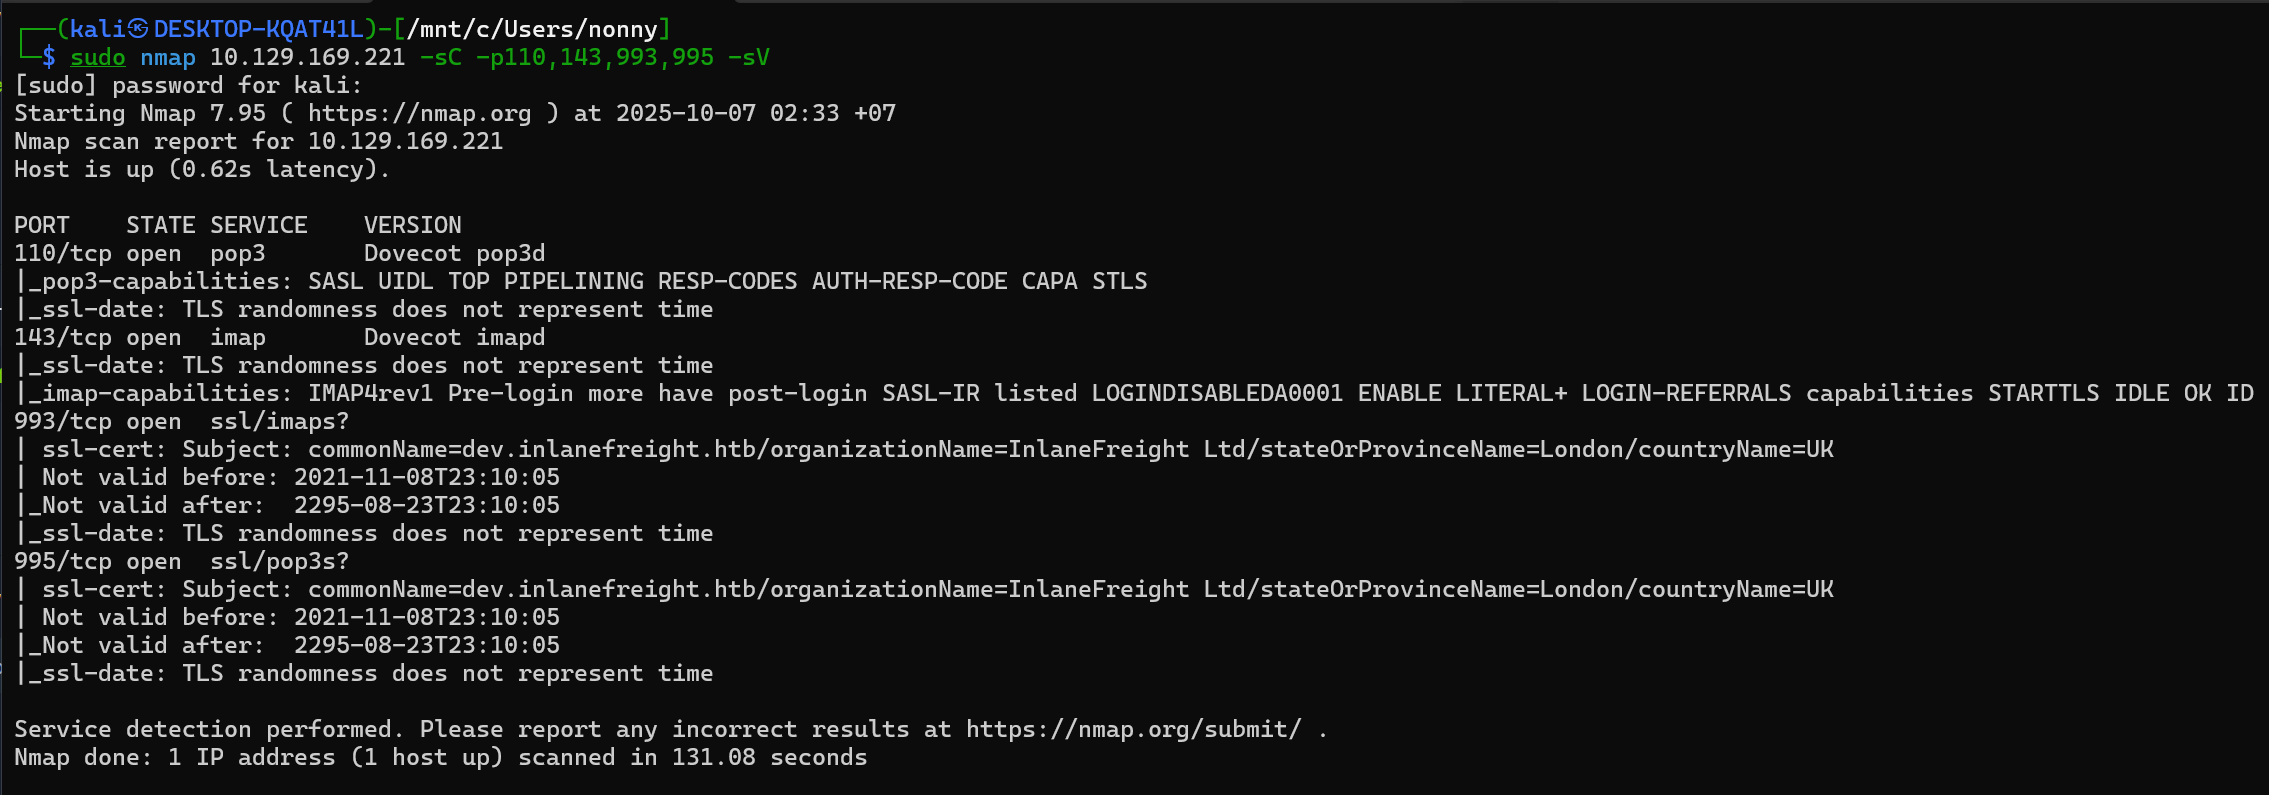 ┌──(kali㉿DESKTOP-KQAT41L)-[/mnt/c/Users/nonny]
└─$ sudo nmap 10.129.169.221 -sC -p110,143,993,995 -sV
[sudo] password for kali:
Starting Nmap 7.95 ( https://nmap.org ) at 2025-10-07 02:33 +07
Nmap scan report for 10.129.169.221
Host is up (0.62s latency).

PORT    STATE SERVICE    VERSION
110/tcp open  pop3       Dovecot pop3d
|_pop3-capabilities: SASL UIDL TOP PIPELINING RESP-CODES AUTH-RESP-CODE CAPA STLS
|_ssl-date: TLS randomness does not represent time
143/tcp open  imap       Dovecot imapd
|_ssl-date: TLS randomness does not represent time
|_imap-capabilities: IMAP4rev1 Pre-login more have post-login SASL-IR listed LOGINDISABLEDA0001 ENABLE LITERAL+ LOGIN-REFERRALS capabilities STARTTLS IDLE OK ID
993/tcp open  ssl/imaps?
| ssl-cert: Subject: commonName=dev.inlanefreight.htb/organizationName=InlaneFreight Ltd/stateOrProvinceName=London/countryName=UK
| Not valid before: 2021-11-08T23:10:05
|_Not valid after:  2295-08-23T23:10:05
|_ssl-date: TLS randomness does not represent time
995/tcp open  ssl/pop3s?
| ssl-cert: Subject: commonName=dev.inlanefreight.htb/organizationName=InlaneFreight Ltd/stateOrProvinceName=London/countryName=UK
| Not valid before: 2021-11-08T23:10:05
|_Not valid after:  2295-08-23T23:10:05
|_ssl-date: TLS randomness does not represent time

Service detection performed. Please report any incorrect results at https://nmap.org/submit/ .
Nmap done: 1 IP address (1 host up) scanned in 131.08 seconds